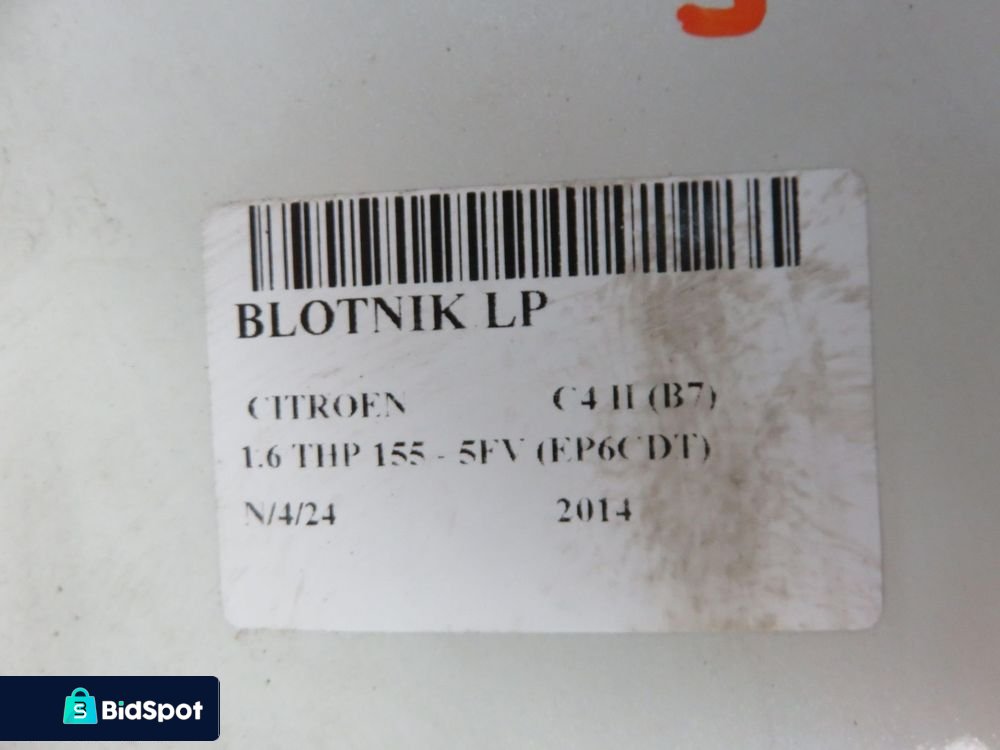 BLOTNIK LP
CITROEN C4 II (B7)
1.6 THP 155 - 5FV (EP6CDT)
N/4/24 2014
BidSpot